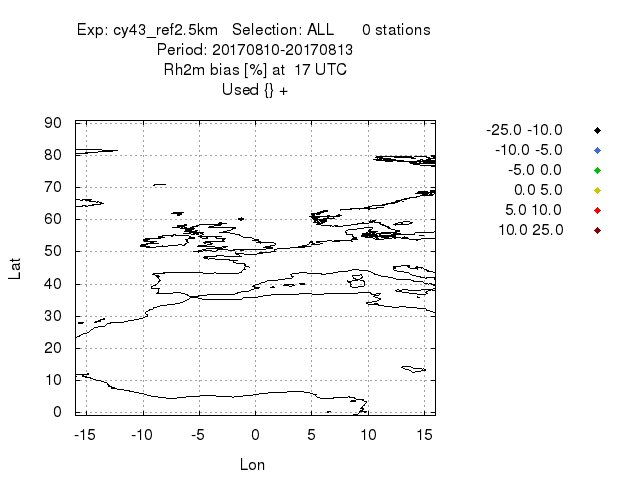 Exp: cy43_ref2.5km   Selection: ALL      0 stations
Period: 20170810-20170813
Rh2m bias [%] at  17 UTC
Used {} +
-25.0 -10.0
-10.0 -5.0
-5.0 0.0
0.0 5.0
5.0 10.0
10.0 25.0
90
80
70
60
50
40
30
20
10
0
Lat
-15 -10 -5 0 5 10 15
Lon